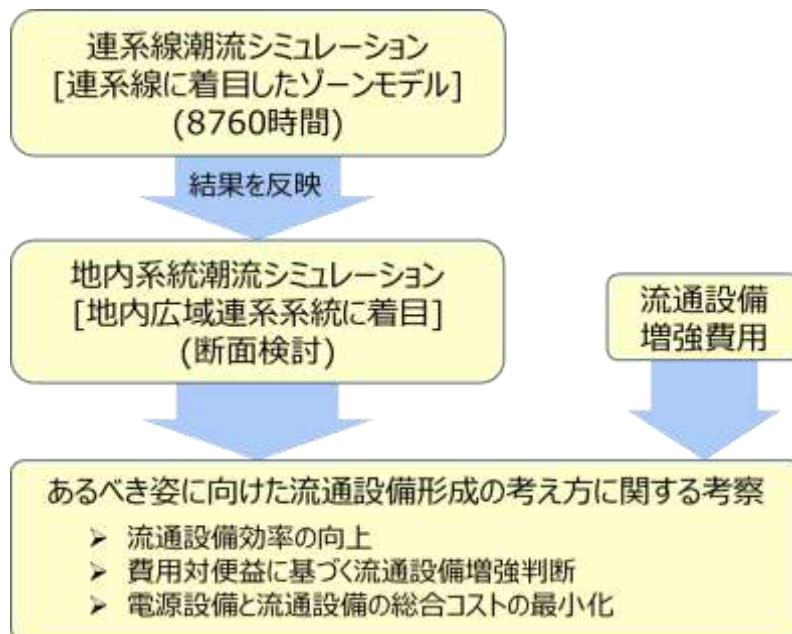 連系線潮流シミュレーション
[連系線に着目したゾーンモデル]
(8760時間)
結果を反映
地内系統潮流シミュレーション
[地内広域連系系統に着目]
(断面検討)
流通設備
増強費用
あるべき姿に向けた流通設備形成の考え方に関する考察
➢ 流通設備効率の向上
➢ 費用対便益に基づく流通設備増強判断
➢ 電源設備と流通設備の総合コストの最小化